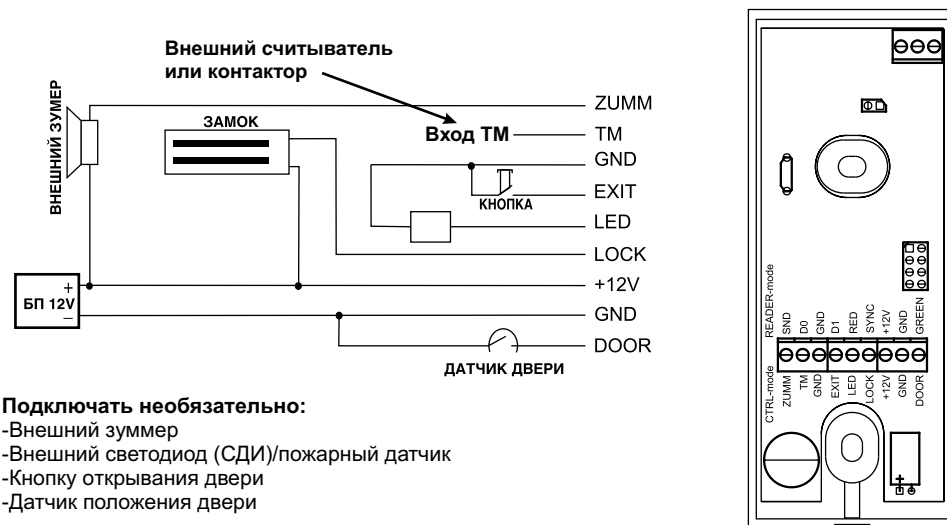 Внешний считыватель
или контактор
ВНЕШНИЙ ЗУМЕР
ЗАМОК
Вход ТМ
КНОПКА
ZUMM
TM
GND
EXIT
LED
LOCK
+12V
GND
DOOR
БП 12V
+
–
ДАТЧИК ДВЕРИ
Подключать необязательно:
-Внешний зуммер
-Внешний светодиод (СДИ)/пожарный датчик
-Кнопку открывания двери
-Датчик положения двери
READER-mode
SND
D0
GND
D1
RED
SYNC
+12V
GND
GREEN
CTRL-mode
ZUMM
TM
GND
EXIT
LED
LOCK
+12V
GND
DOOR
+